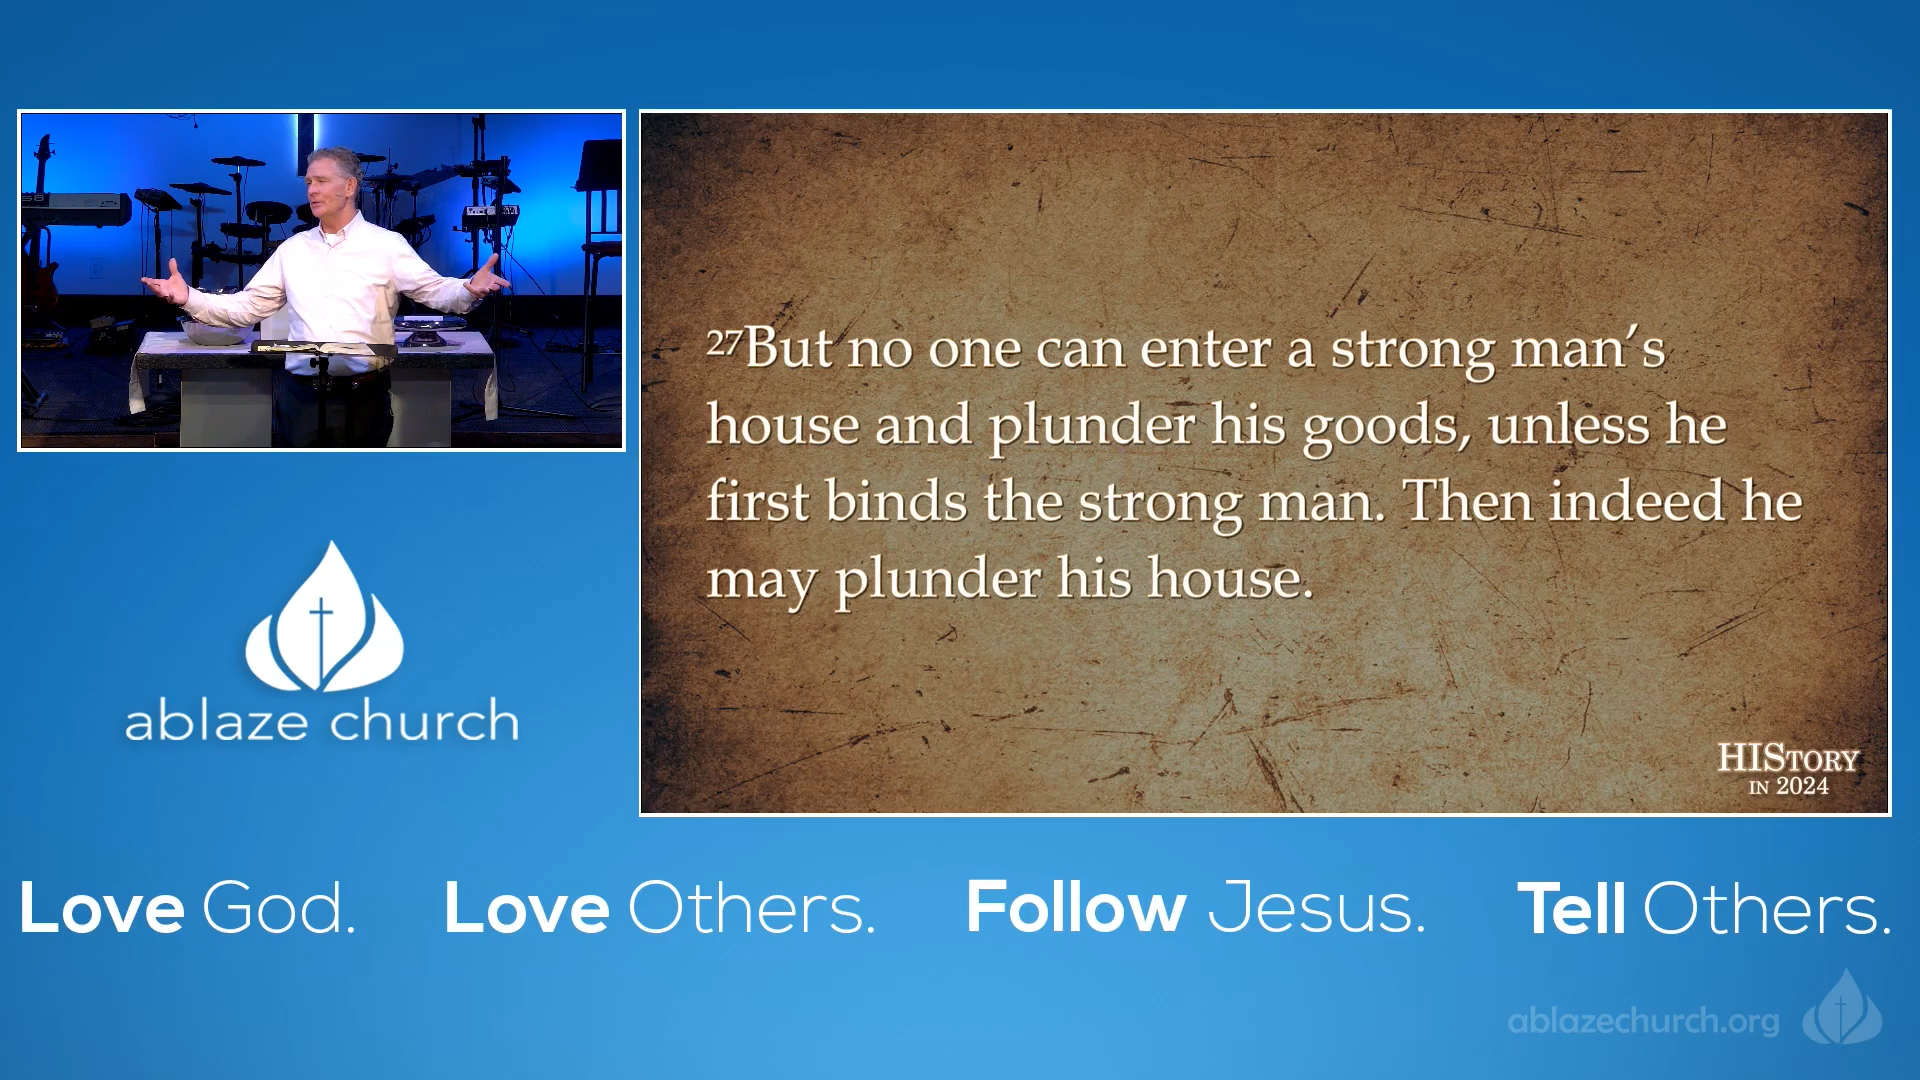 ²⁷But no one can enter a strong man’s
house and plunder his goods, unless he
first binds the strong man. Then indeed he
may plunder his house.
HISTORY
IN 2024
ablaze church
Love God.
Love Others.
Follow Jesus.
Tell Others.
ablazechurch.org